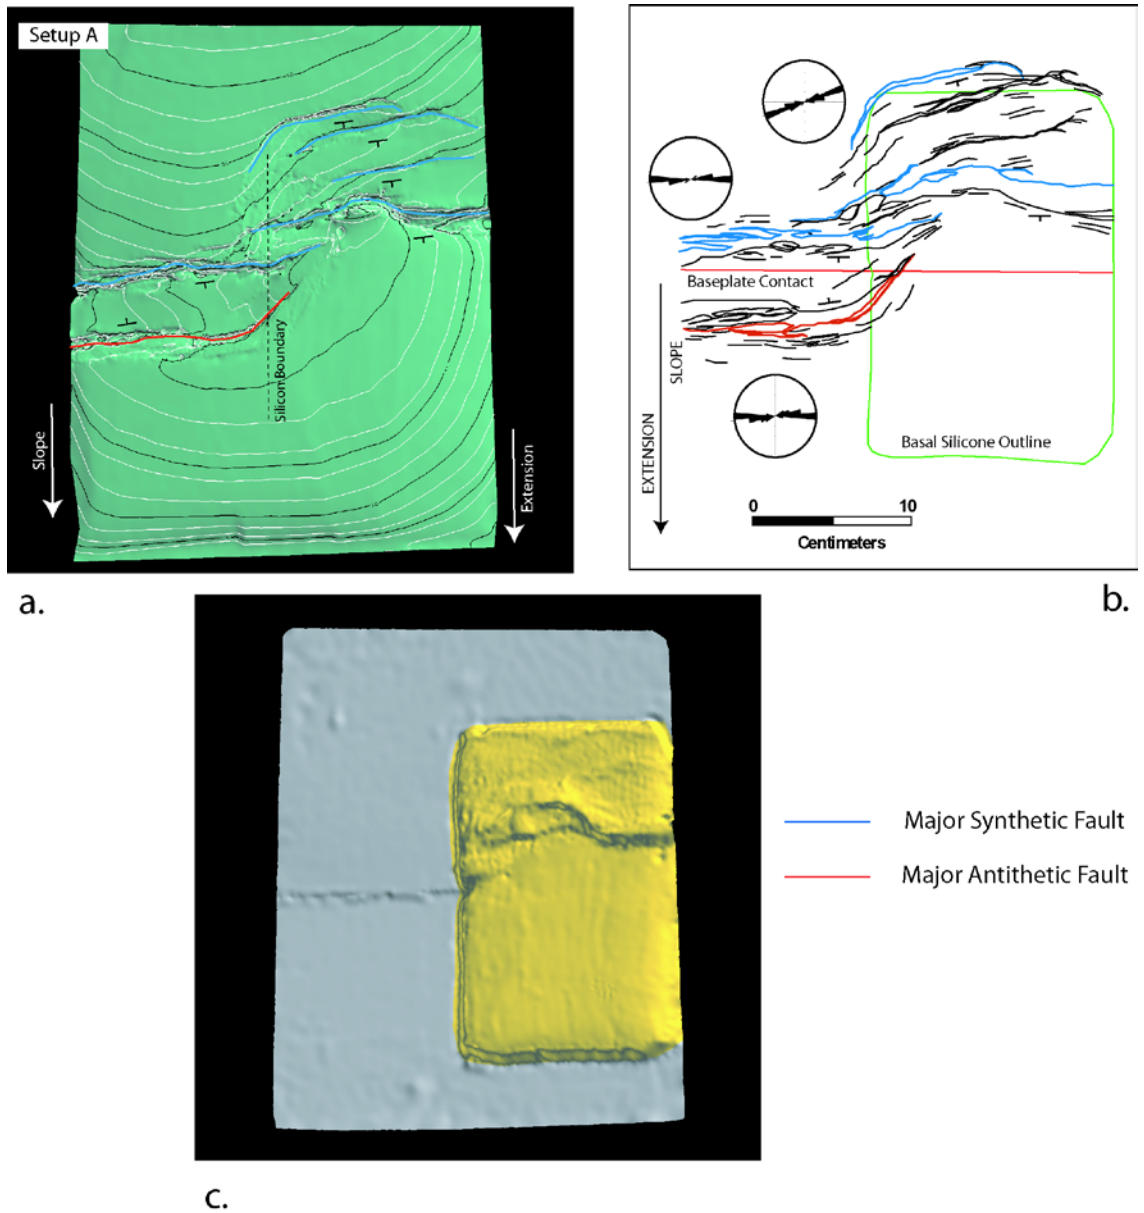 Setup A
Silicon Boundary
Slope
Extension
a.
Baseplate Contact
SLOPE
EXTENSION
Basal Silicone Outline
0 10
Centimeters
b.
Major Synthetic Fault
Major Antithetic Fault
c.